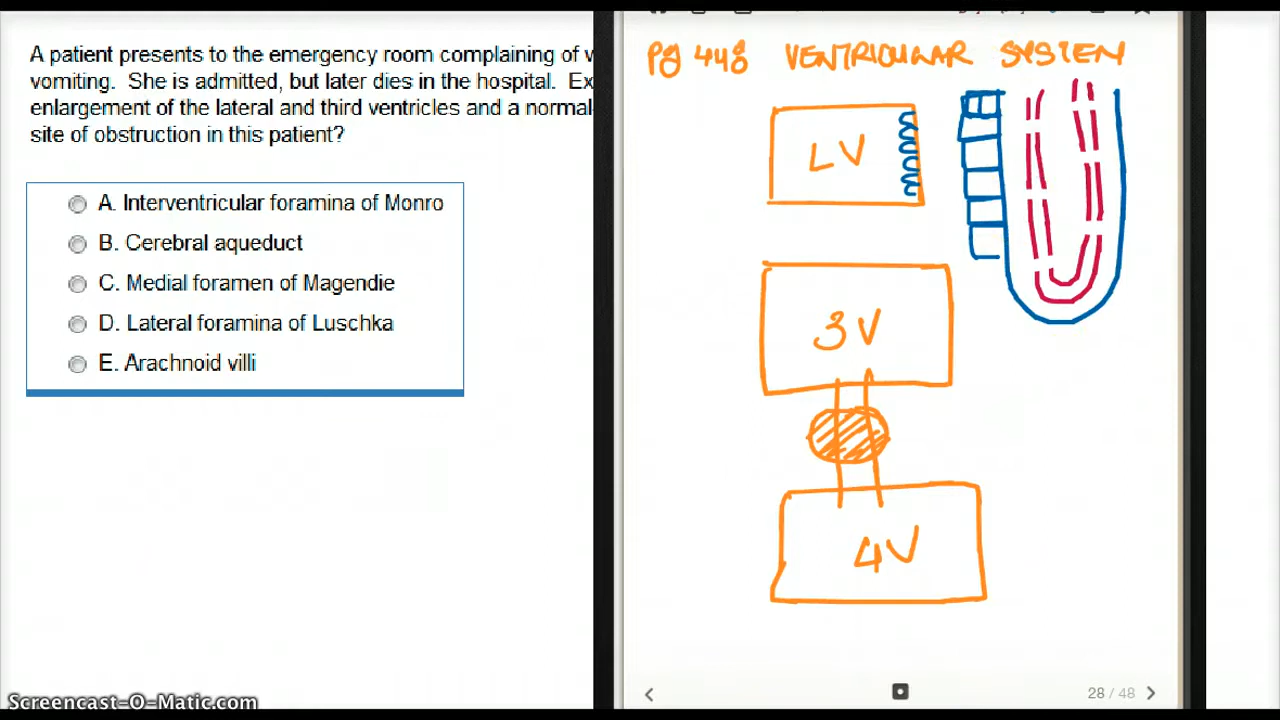 A patient presents to the emergency room complaining of
vomiting. She is admitted, but later dies in the hospital. Ex
enlargement of the lateral and third ventricles and a normal
site of obstruction in this patient?
A. Interventricular foramina of Monro
B. Cerebral aqueduct
C. Medial foramen of Magendie
D. Lateral foramina of Luschka
E. Arachnoid villi
Pg 448 VENTRICULAR SYSTEM
LV
3V
4V
28 / 48
Screencast-O-Matic.com